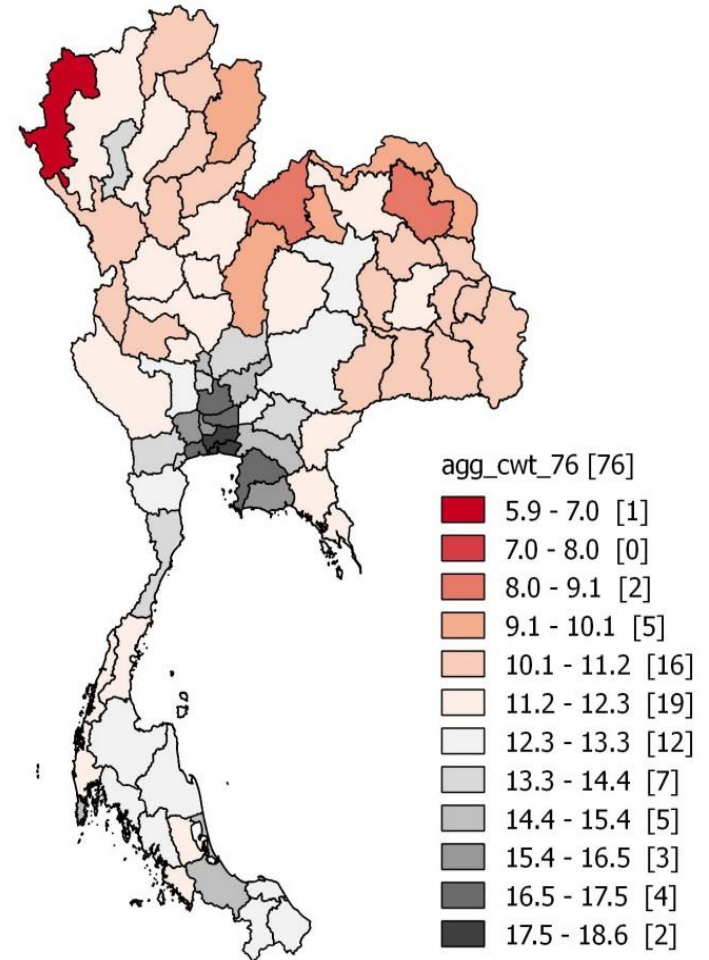 agg_cwt_76 [76]
5.9 - 7.0 [1]
7.0 - 8.0 [0]
8.0 - 9.1 [2]
9.1 - 10.1 [5]
10.1 - 11.2 [16]
11.2 - 12.3 [19]
12.3 - 13.3 [12]
13.3 - 14.4 [7]
14.4 - 15.4 [5]
15.4 - 16.5 [3]
16.5 - 17.5 [4]
17.5 - 18.6 [2]